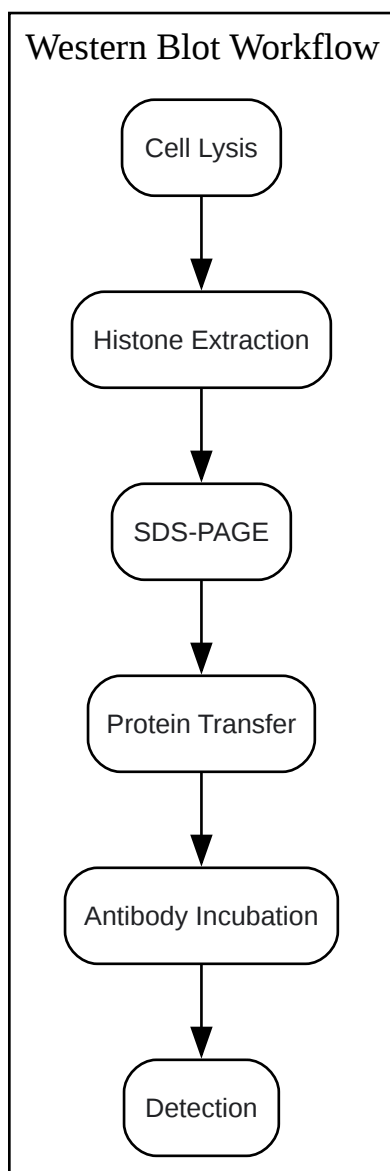 Western Blot Workflow
Cell Lysis
Histone Extraction
SDS-PAGE
Protein Transfer
Antibody Incubation
Detection